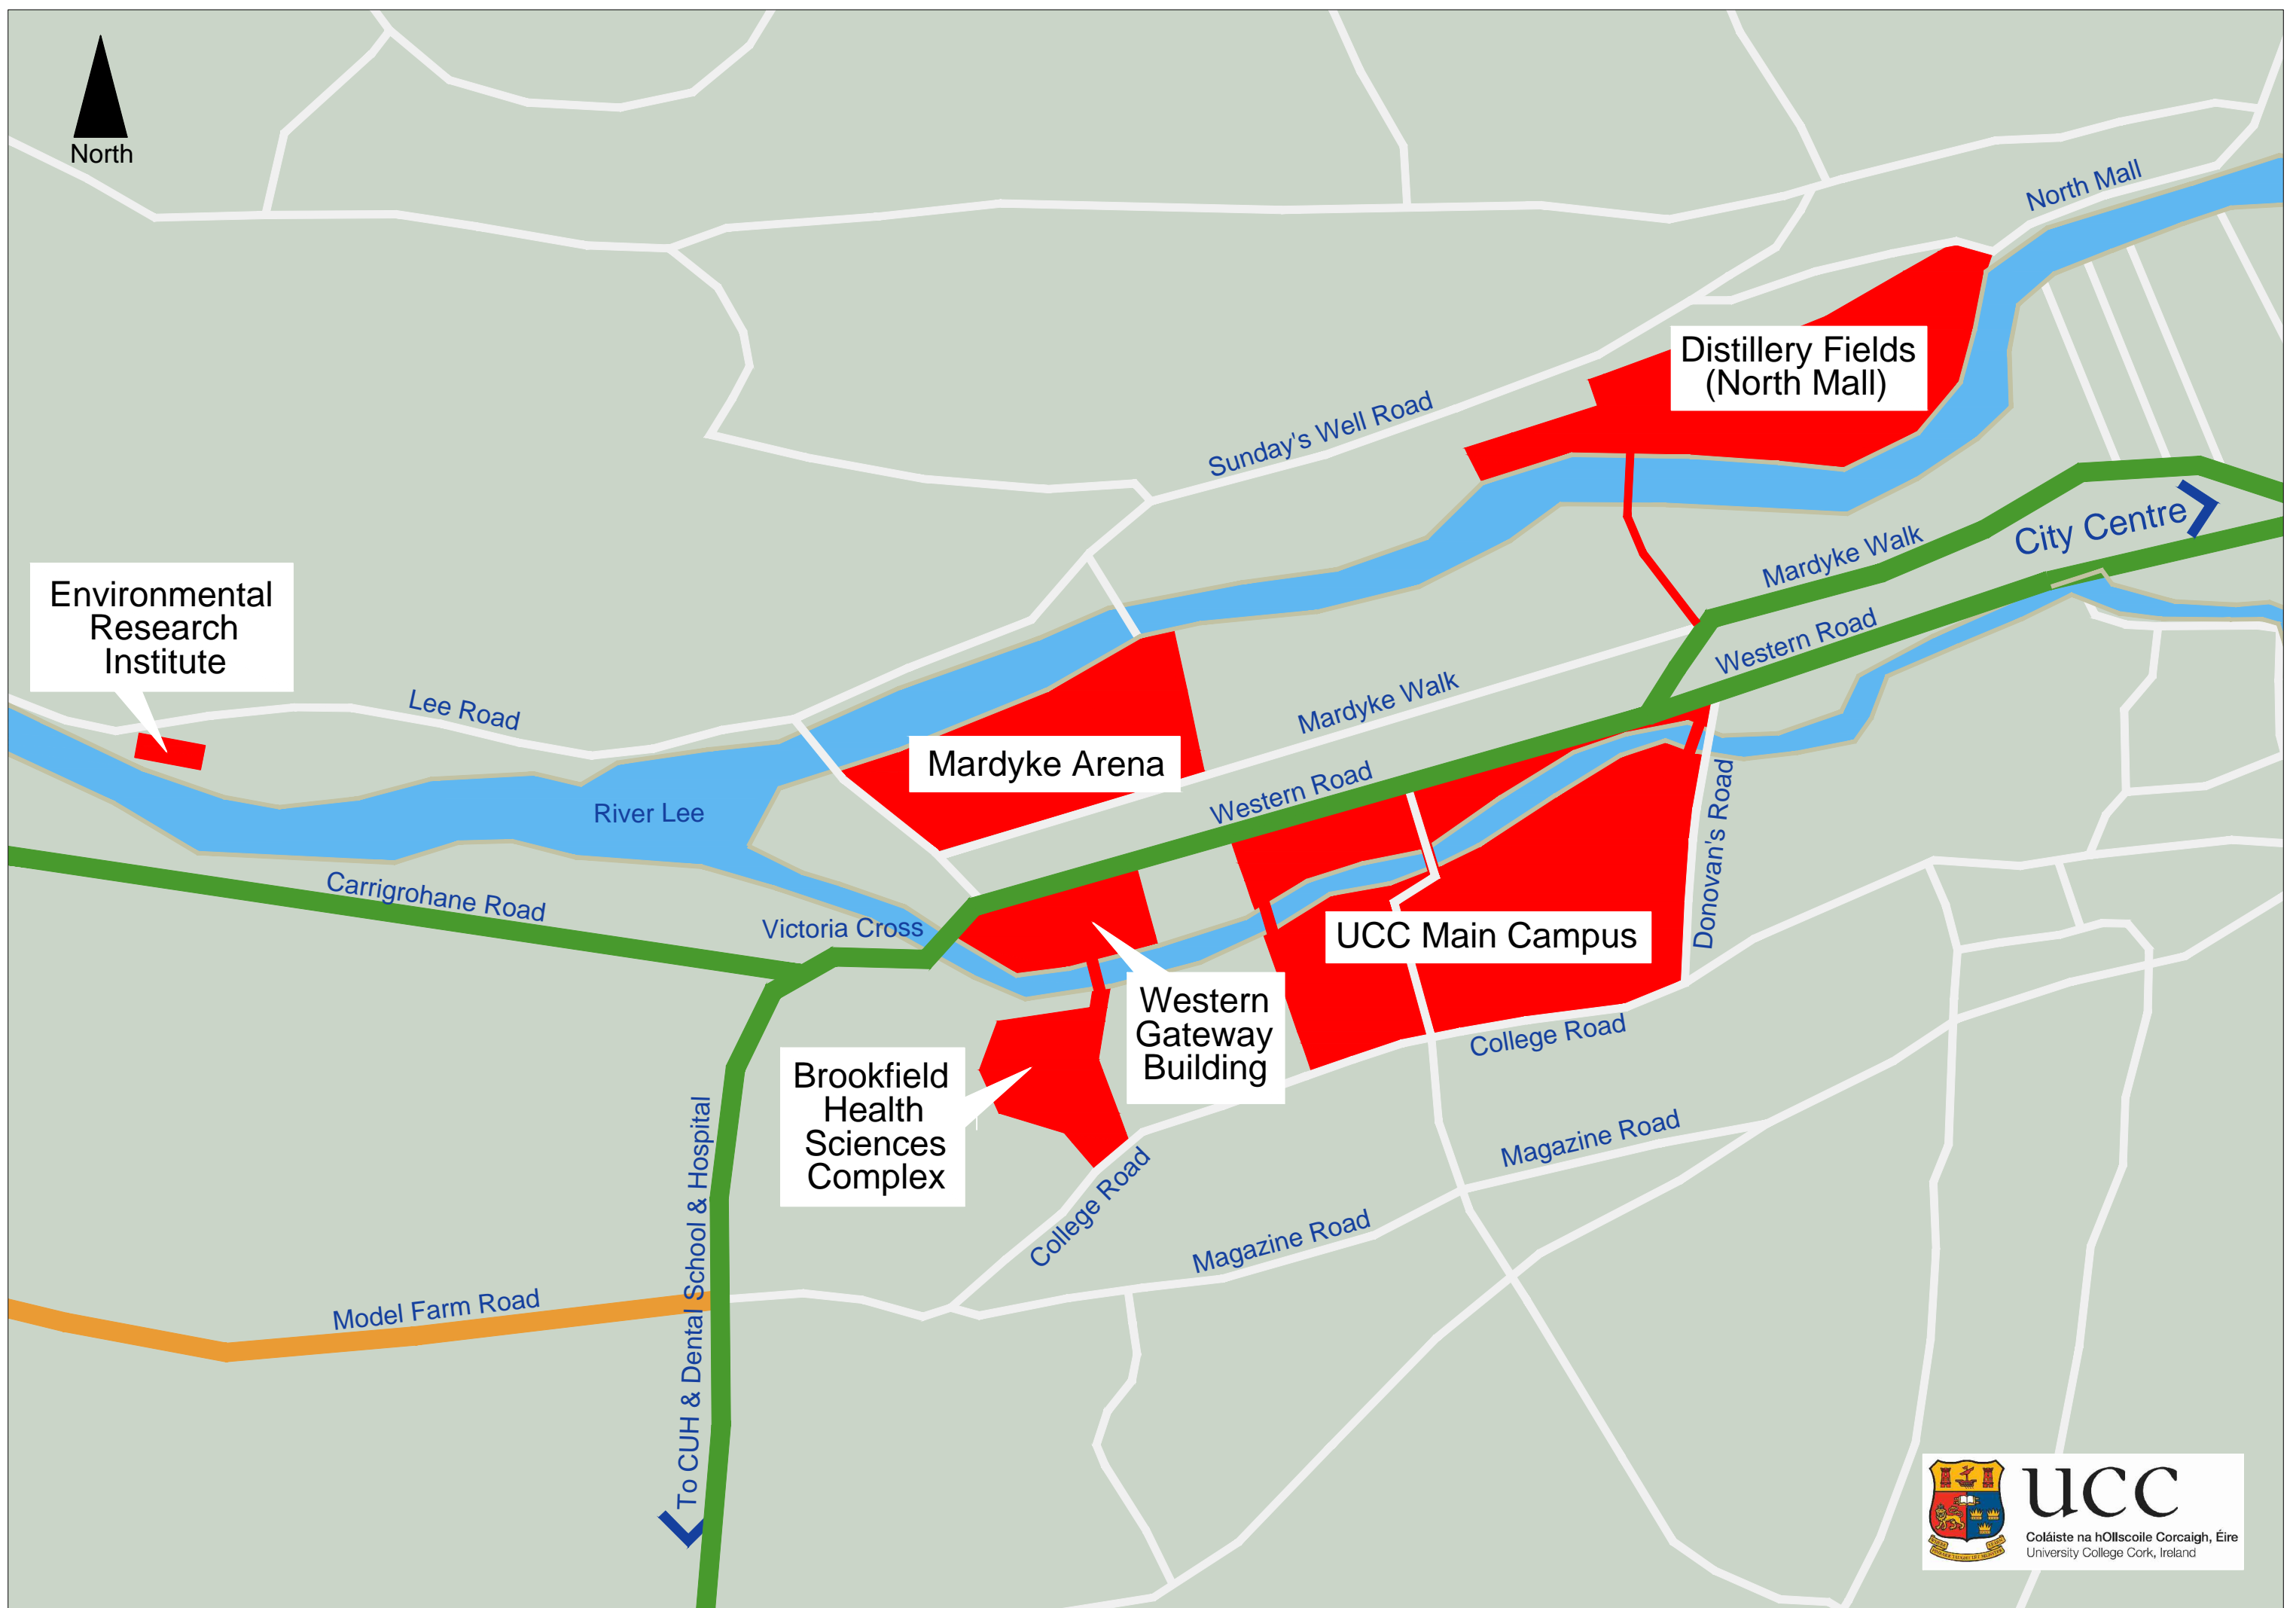 North
North Mall
Distillery Fields
(North Mall)
Sunday's Well Road
City Centre
Mardyke Walk
Environmental
Research
Institute
Western Road
Lee Road
Mardyke Walk
Mardyke Arena
Western Road
River Lee
Donovan's Road
Carrigrohane Road
Victoria Cross
UCC Main Campus
Western
Gateway
Building
College Road
Brookfield
Health
Sciences
Complex
Magazine Road
College Road
Magazine Road
To CUH & Dental School & Hospital
Model Farm Road
UCC
Coláiste na hOllscoile Corcaigh, Éire
University College Cork, Ireland